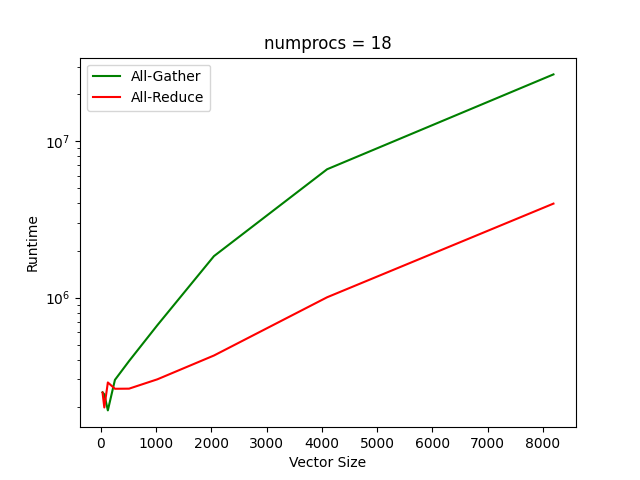 numprocs = 18
All-Gather
All-Reduce
10^7
10^6
Runtime
0 1000 2000 3000 4000 5000 6000 7000 8000
Vector Size